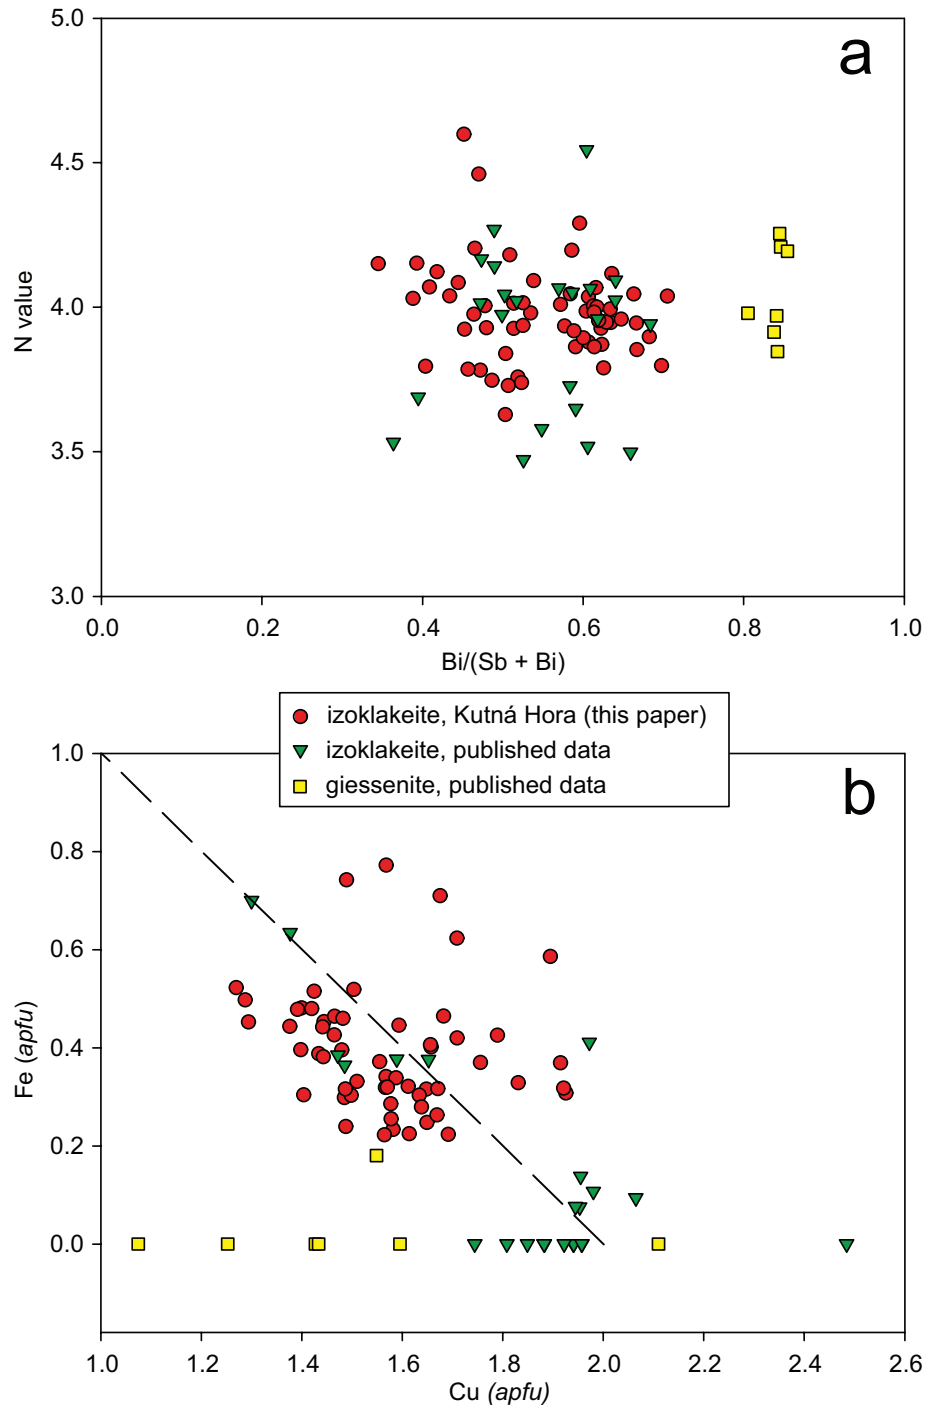 a
5.0
4.5
4.0
3.5
3.0
N value
0.0 0.2 0.4 0.6 0.8 1.0
Bi/(Sb + Bi)
izoklakeite, Kutná Hora (this paper)
izoklakeite, published data
giessenite, published data
b
1.0
0.8
0.6
0.4
0.2
0.0
Fe (apfu)
1.0 1.2 1.4 1.6 1.8 2.0 2.2 2.4 2.6
Cu (apfu)